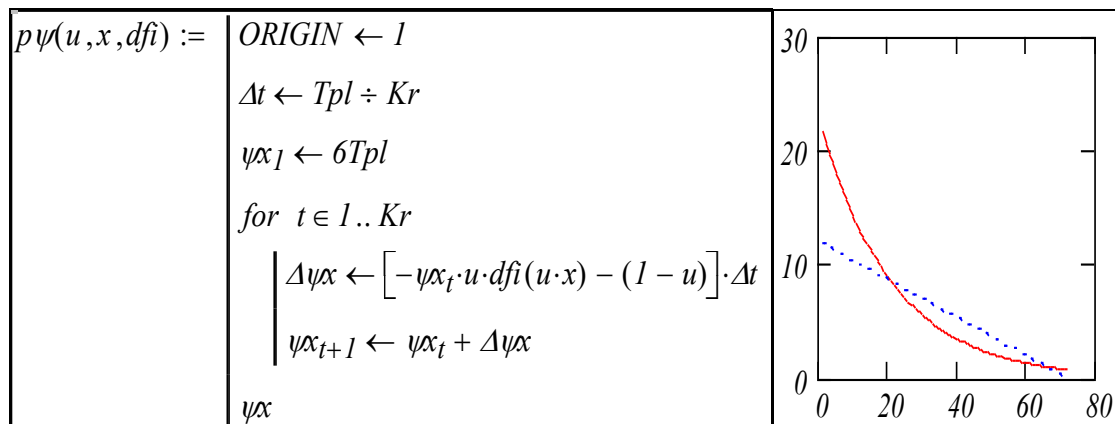 pψ(u,x,dfi) := ORIGIN ← 1
Δt ← Tpl ÷ Kr
ψx₁ ← 6Tpl
for t ∈ 1 .. Kr
Δψx ← [-ψxₜ·u·dfi(u·x) - (1 - u)]·Δt
ψxₜ₊₁ ← ψxₜ + Δψx
ψx
30
20
10
0
0 20 40 60 80